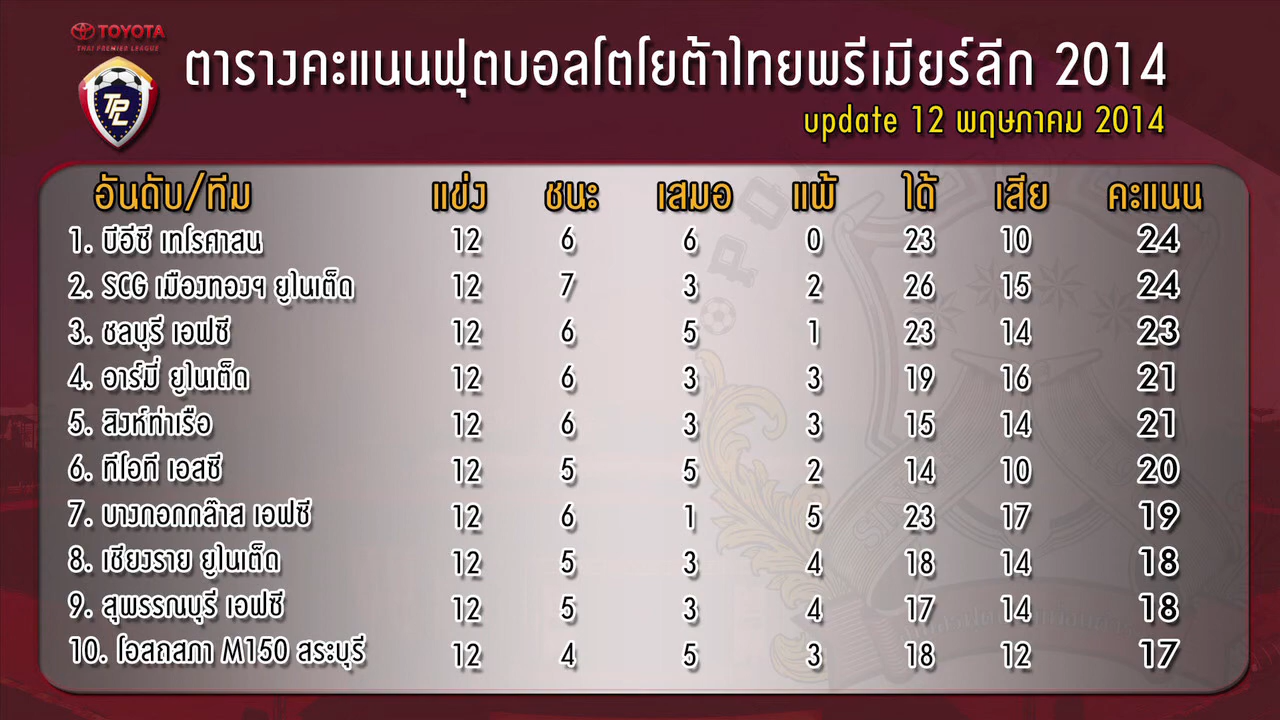 TOYOTA
THAI PREMIER LEAGUE
TPL
ตารางคะแนนฟุตบอลโตโยต้าไทยพรีเมียร์ลีก 2014
update 12 พฤษภาคม 2014
อันดับ/ทีม แข่ง ชนะ เสมอ แพ้ ได้ เสีย คะแนน
1. บีอีซี เทโรศาสน 12 6 6 0 23 10 24
2. SCG เมืองทองฯ ยูไนเต็ด 12 7 3 2 26 15 24
3. ชลบุรี เอฟซี 12 6 5 1 23 14 23
4. อาร์มี่ ยูไนเต็ด 12 6 3 3 19 16 21
5. สิงห์ท่าเรือ 12 6 3 3 15 14 21
6. ทีโอที เอสซี 12 5 5 2 14 10 20
7. บางกอกกล๊าส เอฟซี 12 6 1 5 23 17 19
8. เชียงราย ยูไนเต็ด 12 5 3 4 18 14 18
9. สุพรรณบุรี เอฟซี 12 5 3 4 17 14 18
10. โอสถสภา M150 สระบุรี 12 4 5 3 18 12 17